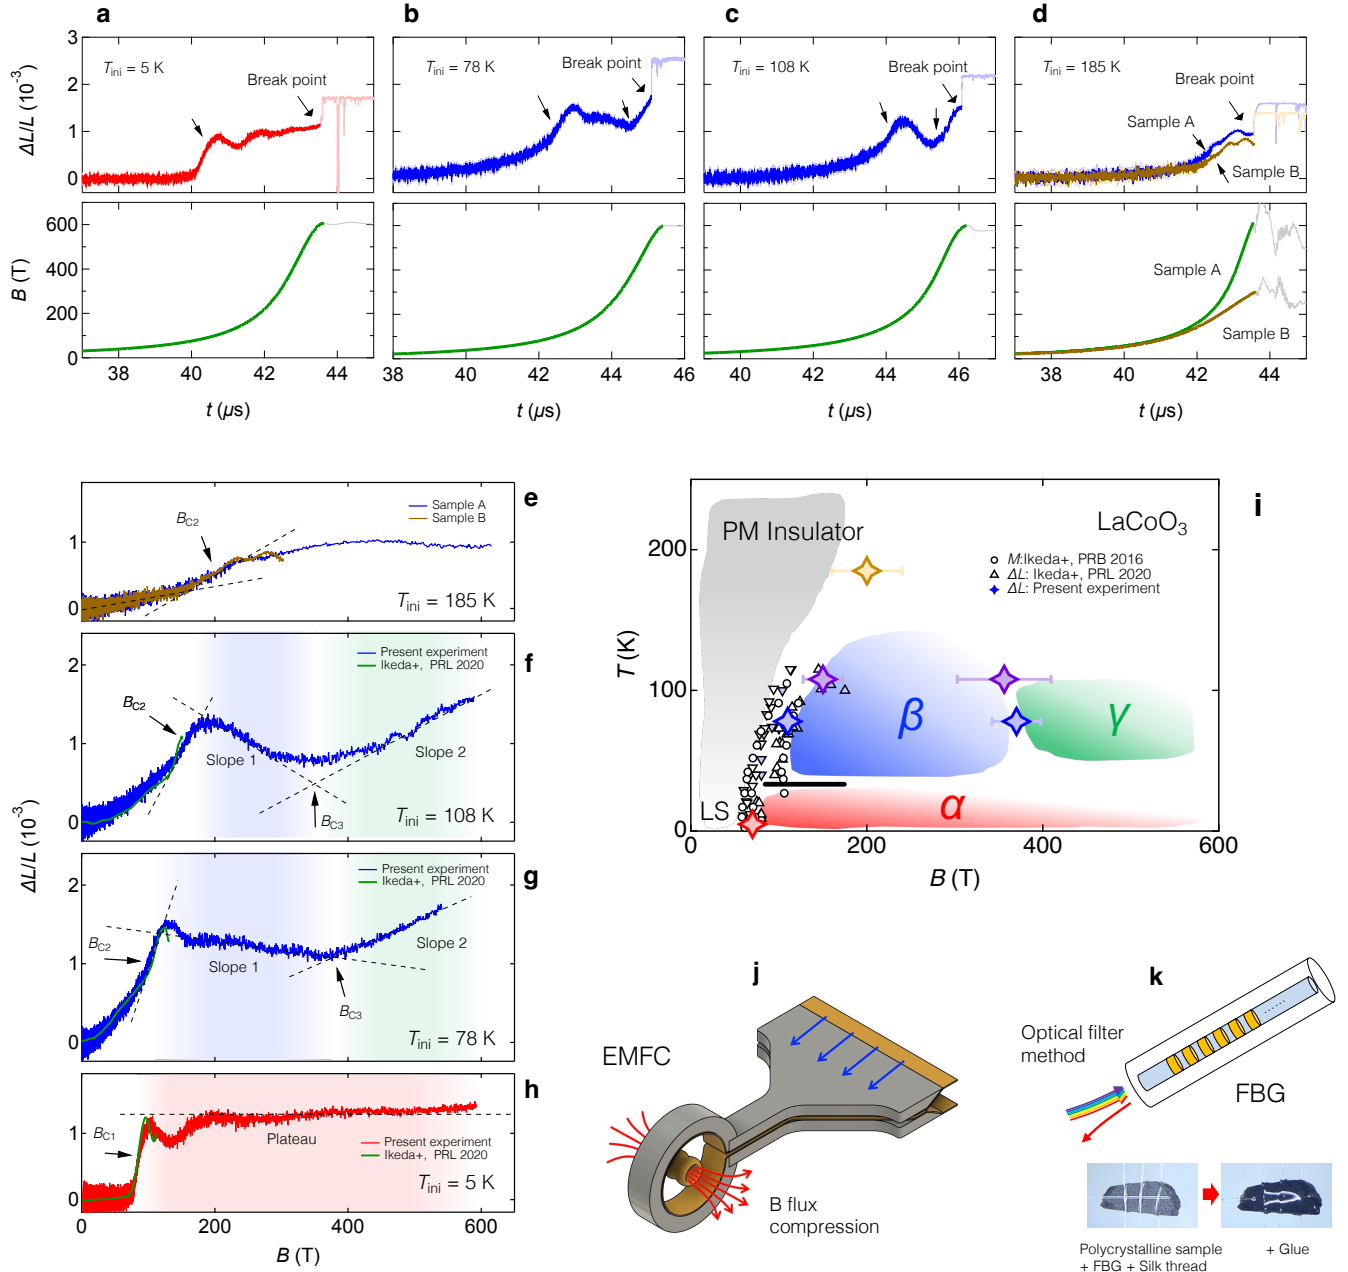 a
b
c
d
3
2
1
0
ΔL/L (10⁻³)
T_ini = 5 K
Break point
T_ini = 78 K
Break point
T_ini = 108 K
Break point
T_ini = 185 K
Break point
Sample A
Sample B
600
400
200
0
B (T)
Sample A
Sample B
38 40 42 44
40 42 44 46
40 42 44 46
38 40 42 44
t (µs)
t (µs)
t (µs)
t (µs)
e
Sample A
Sample B
B_C2
1
0
T_ini = 185 K
f
Present experiment
Ikeda+, PRL 2020
2
1
0
B_C2
Slope 1
Slope 2
B_C3
T_ini = 108 K
ΔL/L (10⁻³)
g
Present experiment
Ikeda+, PRL 2020
2
1
0
B_C2
Slope 1
Slope 2
B_C3
T_ini = 78 K
h
B_C1
1
0
Plateau
Present experiment
Ikeda+, PRL 2020
T_ini = 5 K
0 200 400 600
B (T)
i
PM Insulator
LaCoO₃
M:Ikeda+, PRB 2016
ΔL: Ikeda+, PRL 2020
ΔL: Present experiment
200
100
0
T (K)
β
γ
α
LS
0 200 400 600
B (T)
j
EMFC
B flux
compression
k
Optical filter
method
FBG
Polycrystalline sample
+ FBG + Silk thread
+ Glue